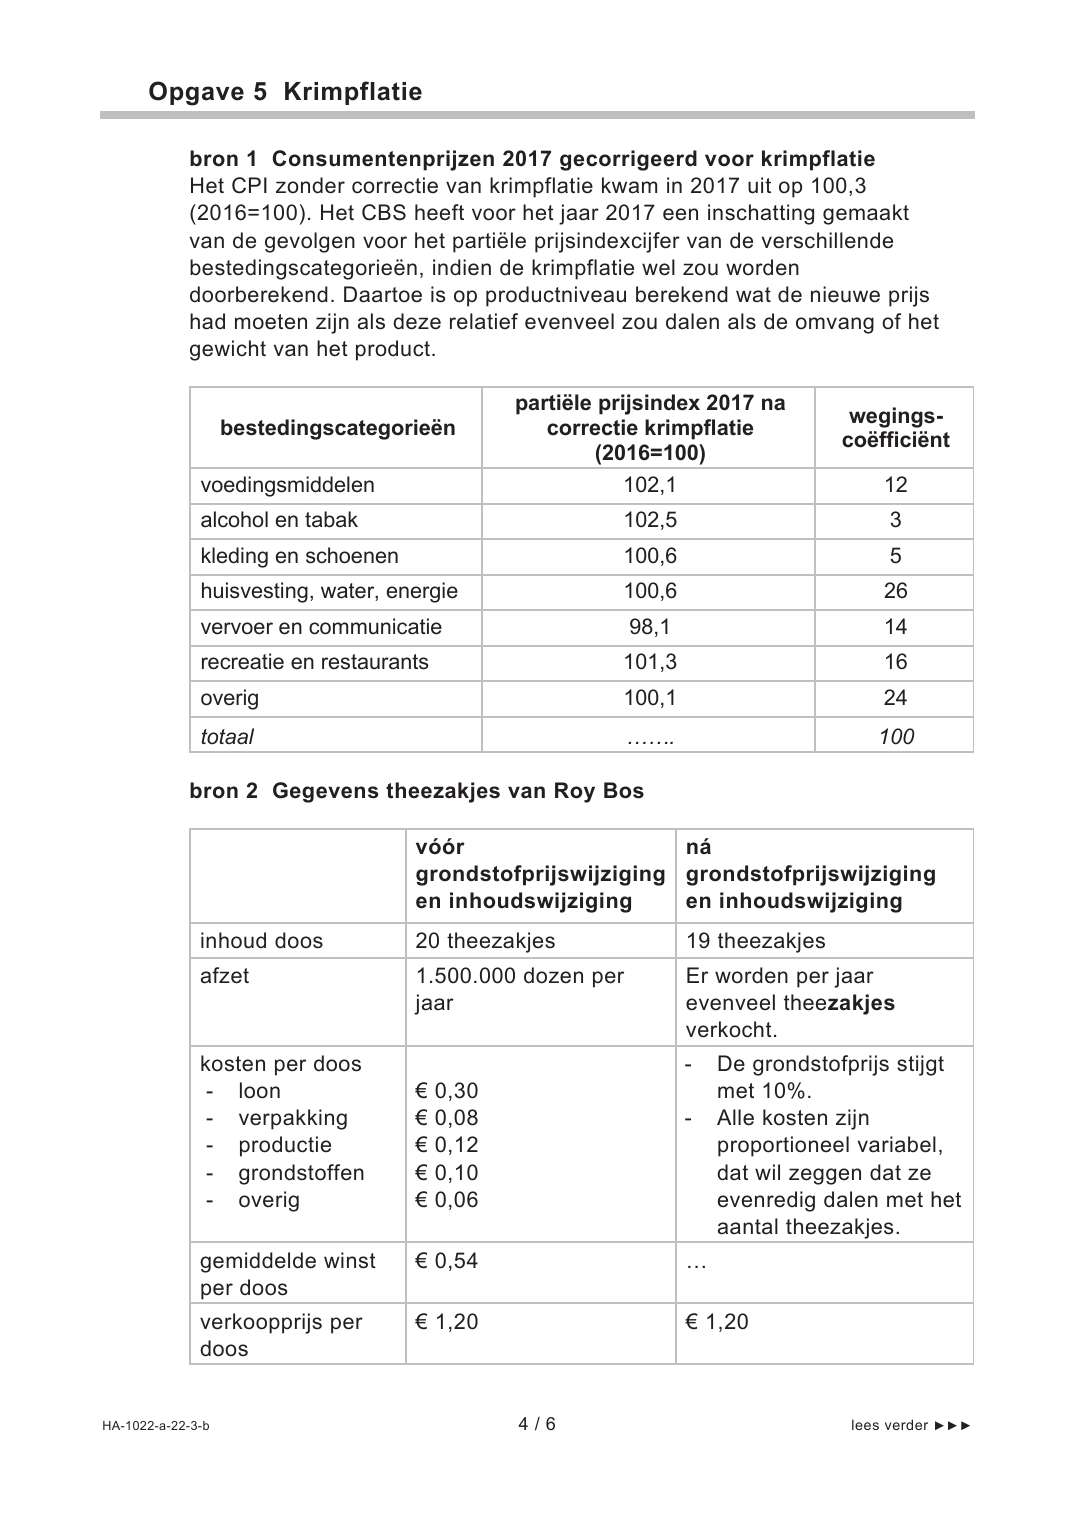 Opgave 5 Krimpflatie
bron 1 Consumentenprijzen 2017 gecorrigeerd voor krimpflatie
Het CPI zonder correctie van krimpflatie kwam in 2017 uit op 100,3
(2016=100). Het CBS heeft voor het jaar 2017 een inschatting gemaakt
van de gevolgen voor het partiële prijsindexcijfer van de verschillende
bestedingscategorieën, indien de krimpflatie wel zou worden
doorberekend. Daartoe is op productniveau berekend wat de nieuwe prijs
had moeten zijn als deze relatief evenveel zou dalen als de omvang of het
gewicht van het product.
bestedingscategorieën
partiële prijsindex 2017 na
correctie krimpflatie
(2016=100)
wegings-
coëfficiënt
voedingsmiddelen 102,1 12
alcohol en tabak 102,5 3
kleding en schoenen 100,6 5
huisvesting, water, energie 100,6 26
vervoer en communicatie 98,1 14
recreatie en restaurants 101,3 16
overig 100,1 24
totaal ……. 100
bron 2 Gegevens theezakjes van Roy Bos
vóór
grondstofprijswijziging
en inhoudswijziging
ná
grondstofprijswijziging
en inhoudswijziging
inhoud doos 20 theezakjes 19 theezakjes
afzet
1.500.000 dozen per
jaar
Er worden per jaar
evenveel theezakjes
verkocht.
kosten per doos
- loon
- verpakking
- productie
- grondstoffen
- overig
€ 0,30
€ 0,08
€ 0,12
€ 0,10
€ 0,06
- De grondstofprijs stijgt
met 10%.
- Alle kosten zijn
proportioneel variabel,
dat wil zeggen dat ze
evenredig dalen met het
aantal theezakjes.
gemiddelde winst
per doos
€ 0,54
…
verkoopprijs per
doos
€ 1,20
€ 1,20
HA-1022-a-22-3-b 4 / 6 lees verder ►►►